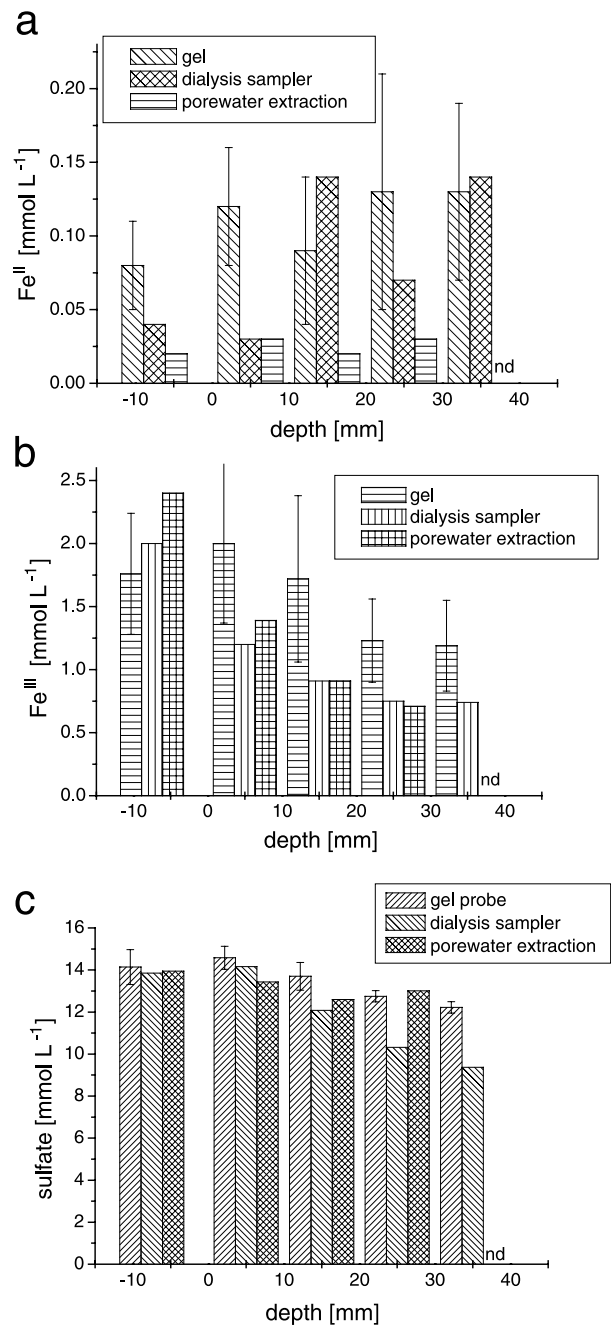 a
gel
dialysis sampler
porewater extraction
0.20
0.15
0.10
0.05
0.00
Fe^II [mmol L^-1]
nd
-10 0 10 20 30 40
depth [mm]
b
gel
dialysis sampler
porewater extraction
2.5
2.0
1.5
1.0
0.5
0.0
Fe^III [mmol L^-1]
nd
-10 0 10 20 30 40
depth [mm]
c
gel probe
dialysis sampler
porewater extraction
16
14
12
10
8
6
4
2
0
sulfate [mmol L^-1]
nd
-10 0 10 20 30 40
depth [mm]